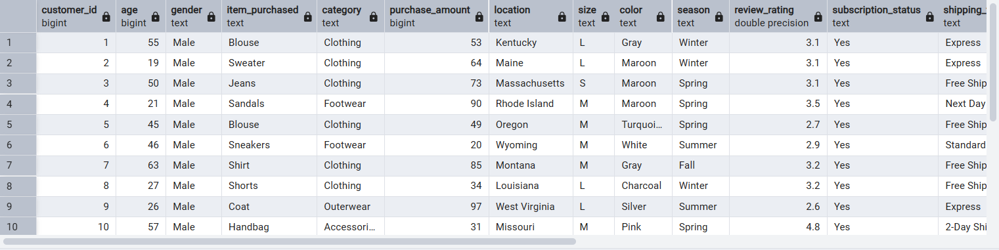 customer_id age gender item_purchased category purchase_amount location size color season review_rating subscription_status shipping_
bigint bigint text text text bigint text text text text double precision text text
1 1 55 Male Blouse Clothing 53 Kentucky L Gray Winter 3.1 Yes Express
2 2 19 Male Sweater Clothing 64 Maine L Maroon Winter 3.1 Yes Express
3 3 50 Male Jeans Clothing 73 Massachusetts S Maroon Spring 3.1 Yes Free Ship
4 4 21 Male Sandals Footwear 90 Rhode Island M Maroon Spring 3.5 Yes Next Day
5 5 45 Male Blouse Clothing 49 Oregon M Turquoi... Spring 2.7 Yes Free Ship
6 6 46 Male Sneakers Footwear 20 Wyoming M White Summer 2.9 Yes Standard
7 7 63 Male Shirt Clothing 85 Montana M Gray Fall 3.2 Yes Free Ship
8 8 27 Male Shorts Clothing 34 Louisiana L Charcoal Winter 3.2 Yes Free Ship
9 9 26 Male Coat Outerwear 97 West Virginia L Silver Summer 2.6 Yes Express
10 10 57 Male Handbag Accessori... 31 Missouri M Pink Spring 4.8 Yes 2-Day Shi